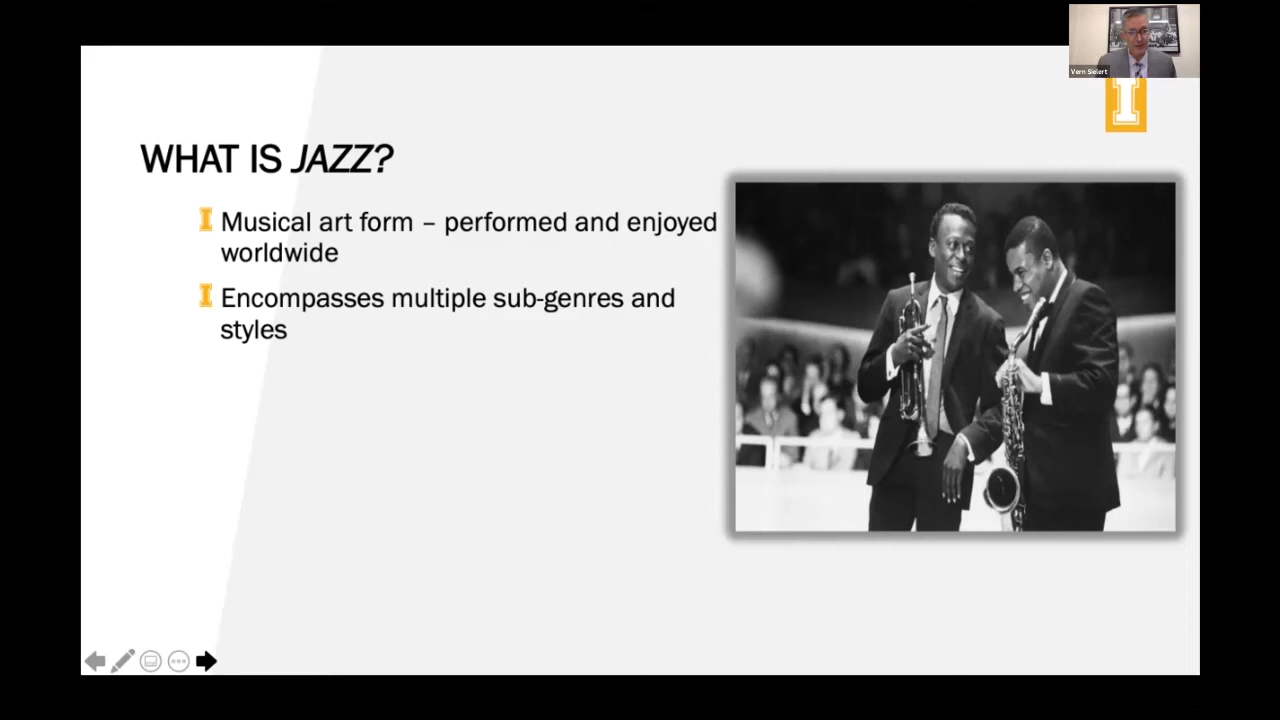 Vern Sielert
I
WHAT IS JAZZ?
I Musical art form – performed and enjoyed
worldwide
I Encompasses multiple sub-genres and
styles